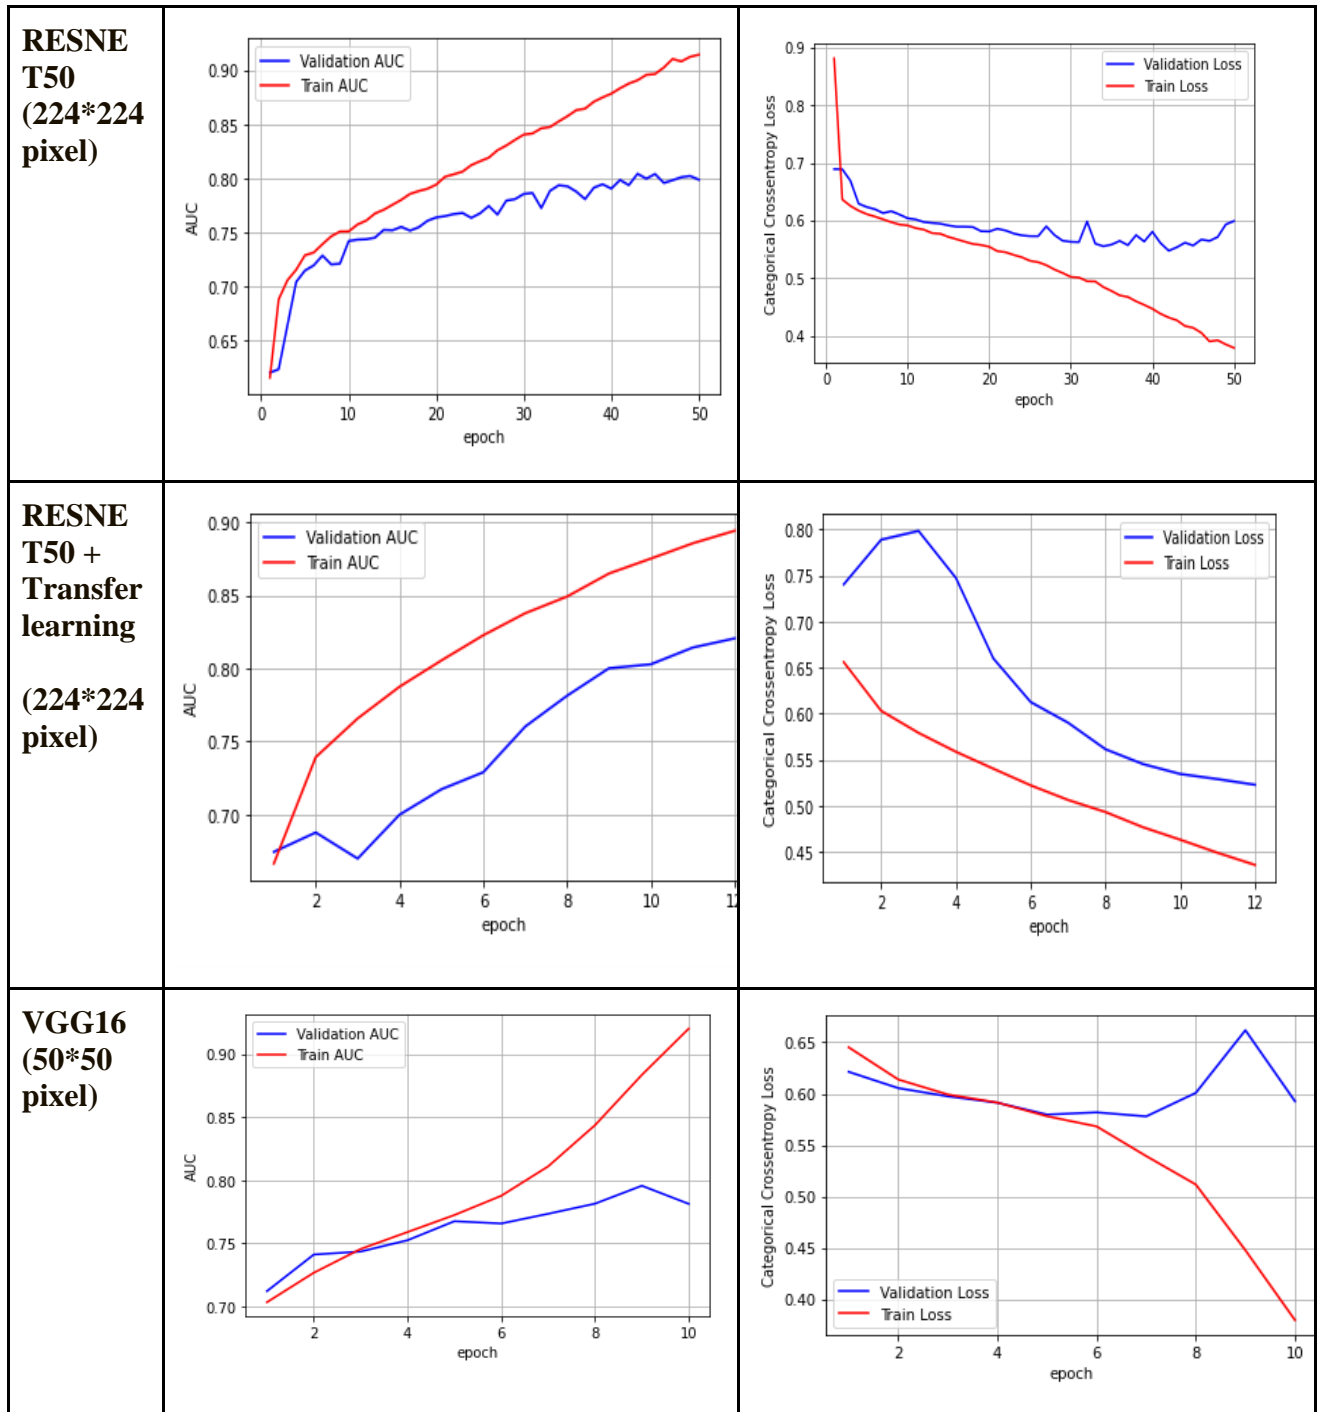 RESNE
T50
(224*224
pixel)
Validation AUC
Train AUC
0.90
0.85
0.80
0.75
0.70
0.65
AUC
0 10 20 30 40 50
epoch
Validation Loss
Train Loss
0.9
0.8
0.7
0.6
0.5
0.4
Categorical Crossentropy Loss
0 10 20 30 40 50
epoch
RESNE
T50 +
Transfer
learning
(224*224
pixel)
Validation AUC
Train AUC
0.90
0.85
0.80
0.75
0.70
AUC
2 4 6 8 10
epoch
Validation Loss
Train Loss
0.80
0.75
0.70
0.65
0.60
0.55
0.50
0.45
Categorical Crossentropy Loss
2 4 6 8 10 12
epoch
VGG16
(50*50
pixel)
Validation AUC
Train AUC
0.90
0.85
0.80
0.75
0.70
AUC
2 4 6 8 10
epoch
0.65
0.60
0.55
0.50
0.45
0.40
Categorical Crossentropy Loss
Validation Loss
Train Loss
2 4 6 8 10
epoch